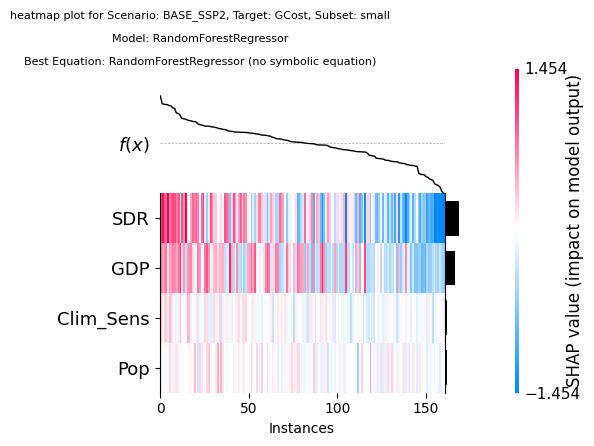 heatmap plot for Scenario: BASE_SSP2, Target: GCost, Subset: small
Model: RandomForestRegressor
Best Equation: RandomForestRegressor (no symbolic equation)
1.454
f(x)
SDR
GDP
Clim_Sens
Pop
SHAP value (impact on model output)
−1.454
0 50 100 150
Instances